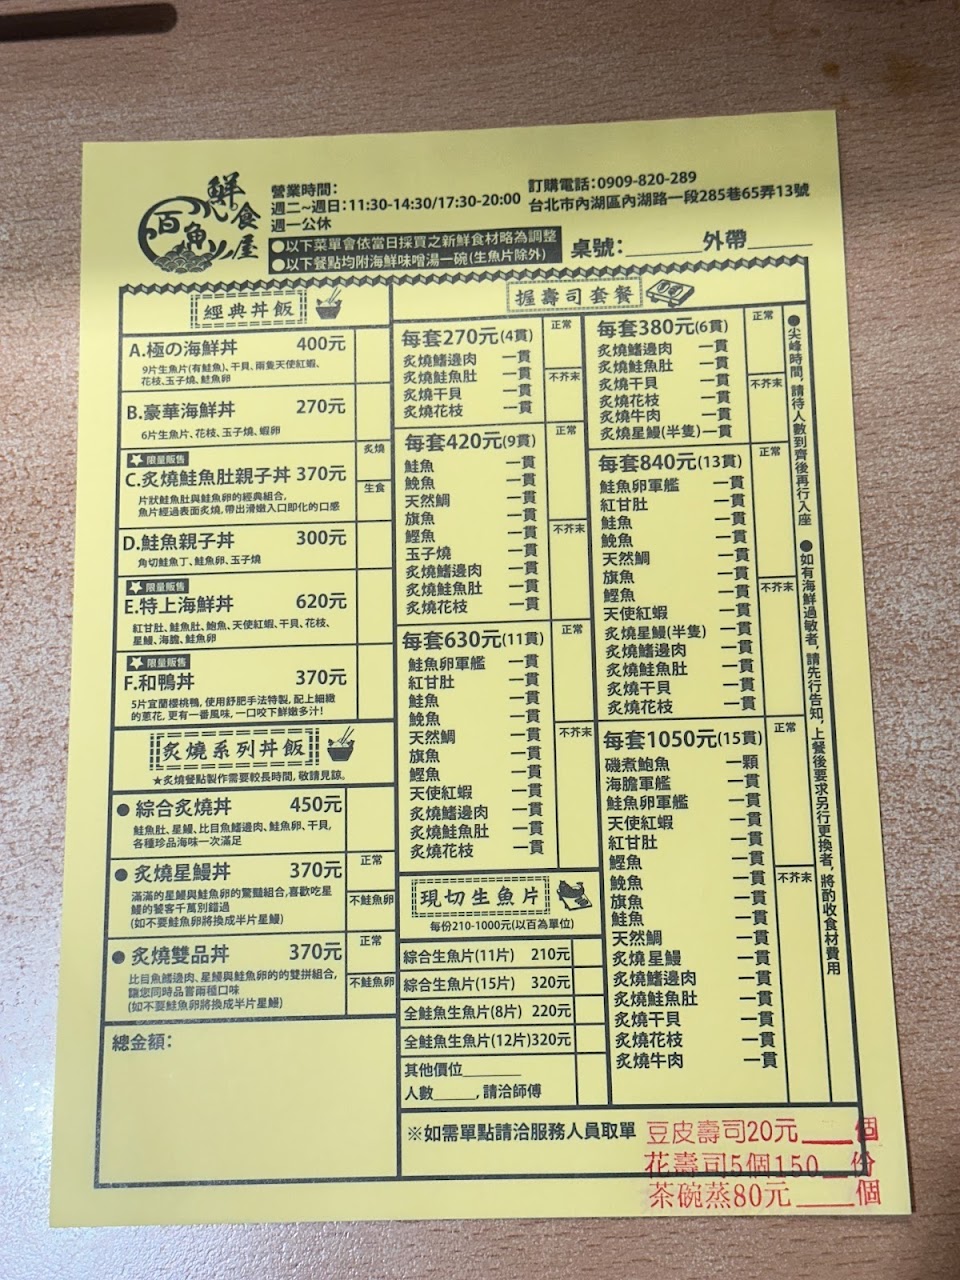 百魚
鮮食屋
營業時間：
週二~週日：11:30-14:30/17:30-20:00
週一公休
訂購電話：0909-820-289
台北市內湖區內湖路一段285巷65弄13號
●以下菜單會依當日採買之新鮮食材略為調整
●以下餐點均附海鮮味噌湯一碗(生魚片除外)
桌號：______外帶______
經典丼飯
A.極の海鮮丼 400元
9片生魚片(有鮭魚)、干貝、兩隻天使紅蝦、
花枝、玉子燒、鮭魚卵
B.豪華海鮮丼 270元
6片生魚片、花枝、玉子燒、蝦卵
限量販售
C.炙燒鮭魚肚親子丼 370元
炙燒
生食
片狀鮭魚肚與鮭魚卵的經典組合，
魚片經過表面炙燒，帶出滑嫩入口即化的口感
D.鮭魚親子丼 300元
角切鮭魚丁、鮭魚卵、玉子燒
限量販售
E.特上海鮮丼 620元
紅甘肚、鮭魚肚、鮑魚、天使紅蝦、干貝、花枝、
星鰻、海膽、鮭魚卵
限量販售
F.和鴨丼 370元
5片宜蘭櫻桃鴨，使用舒肥手法特製，配上細緻
的蔥花，更有一番風味，一口咬下鮮嫩多汁！
炙燒系列丼飯
★炙燒餐點製作需要較長時間，敬請見諒。
●綜合炙燒丼 450元
鮭魚肚、星鰻、比目魚鰭邊肉、鮭魚卵、干貝，
各種珍品海味一次滿足
●炙燒星鰻丼 370元
正常
不鮭魚卵
滿滿的星鰻與鮭魚卵的驚豔組合，喜歡吃星
鰻的饕客千萬別錯過
(如不要鮭魚卵將換成半片星鰻)
●炙燒雙品丼 370元
正常
不鮭魚卵
比目魚鰭邊肉、星鰻與鮭魚卵的的雙拼組合，
讓您同時品嘗兩種口味
(如不要鮭魚卵將換成半片星鰻)
總金額：
握壽司套餐
每套270元(4貫)
正常
不芥末
炙燒鰭邊肉 一貫
炙燒鮭魚肚 一貫
炙燒干貝 一貫
炙燒花枝 一貫
每套420元(9貫)
正常
不芥末
鮭魚 一貫
鮸魚 一貫
天然鯛 一貫
旗魚 一貫
鰹魚 一貫
玉子燒 一貫
炙燒鰭邊肉 一貫
炙燒鮭魚肚 一貫
炙燒花枝 一貫
每套630元(11貫)
正常
不芥末
鮭魚卵軍艦 一貫
紅甘肚 一貫
鮭魚 一貫
鮸魚 一貫
天然鯛 一貫
旗魚 一貫
鰹魚 一貫
天使紅蝦 一貫
炙燒鰭邊肉 一貫
炙燒鮭魚肚 一貫
炙燒花枝 一貫
現切生魚片
每份210-1000元(以百為單位)
綜合生魚片(11片) 210元
綜合生魚片(15片) 320元
全鮭魚生魚片(8片) 220元
全鮭魚生魚片(12片)320元
其他價位______
人數______，請洽師傅
每套380元(6貫)
正常
不芥末
炙燒鰭邊肉 一貫
炙燒鮭魚肚 一貫
炙燒干貝 一貫
炙燒花枝 一貫
炙燒牛肉 一貫
炙燒星鰻(半隻)一貫
每套840元(13貫)
正常
不芥末
鮭魚卵軍艦 一貫
紅甘肚 一貫
鮭魚 一貫
鮸魚 一貫
天然鯛 一貫
旗魚 一貫
鰹魚 一貫
天使紅蝦 一貫
炙燒星鰻(半隻) 一貫
炙燒鰭邊肉 一貫
炙燒鮭魚肚 一貫
炙燒干貝 一貫
炙燒花枝 一貫
每套1050元(15貫)
正常
不芥末
磯煮鮑魚 一顆
海膽軍艦 一貫
鮭魚卵軍艦 一貫
天使紅蝦 一貫
紅甘肚 一貫
鰹魚 一貫
鮸魚 一貫
旗魚 一貫
鮭魚 一貫
天然鯛 一貫
炙燒星鰻 一貫
炙燒鰭邊肉 一貫
炙燒鮭魚肚 一貫
炙燒干貝 一貫
炙燒花枝 一貫
炙燒牛肉 一貫
●尖峰時間，請待人數到齊後再行入座
●如有海鮮過敏者，請先行告知，上餐後要求另行更換者，將酌收食材費用
※如需單點請洽服務人員取單
豆皮壽司20元____個
花壽司5個150__份
茶碗蒸80元____個